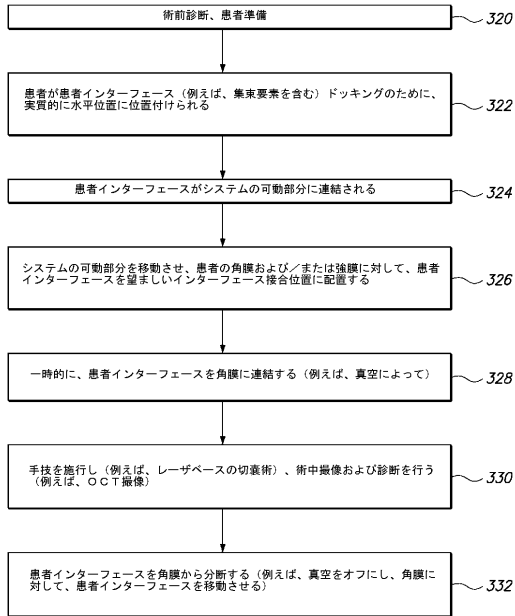 術前診断、患者準備
320
患者が患者インターフェース（例えば、集束要素を含む）ドッキングのために、
実質的に水平位置に位置付けられる
322
患者インターフェースがシステムの可動部分に連結される
324
システムの可動部分を移動させ、患者の角膜および／または強膜に対して、患者
インターフェースを望ましいインターフェース接合位置に配置する
326
一時的に、患者インターフェースを角膜に連結する（例えば、真空によって）
328
手技を施行し（例えば、レーザベースの切嚢術）、術中撮像および診断を行う
（例えば、ＯＣＴ撮像）
330
患者インターフェースを角膜から分断する（例えば、真空をオフにし、角膜に
対して、患者インターフェースを移動させる）
332